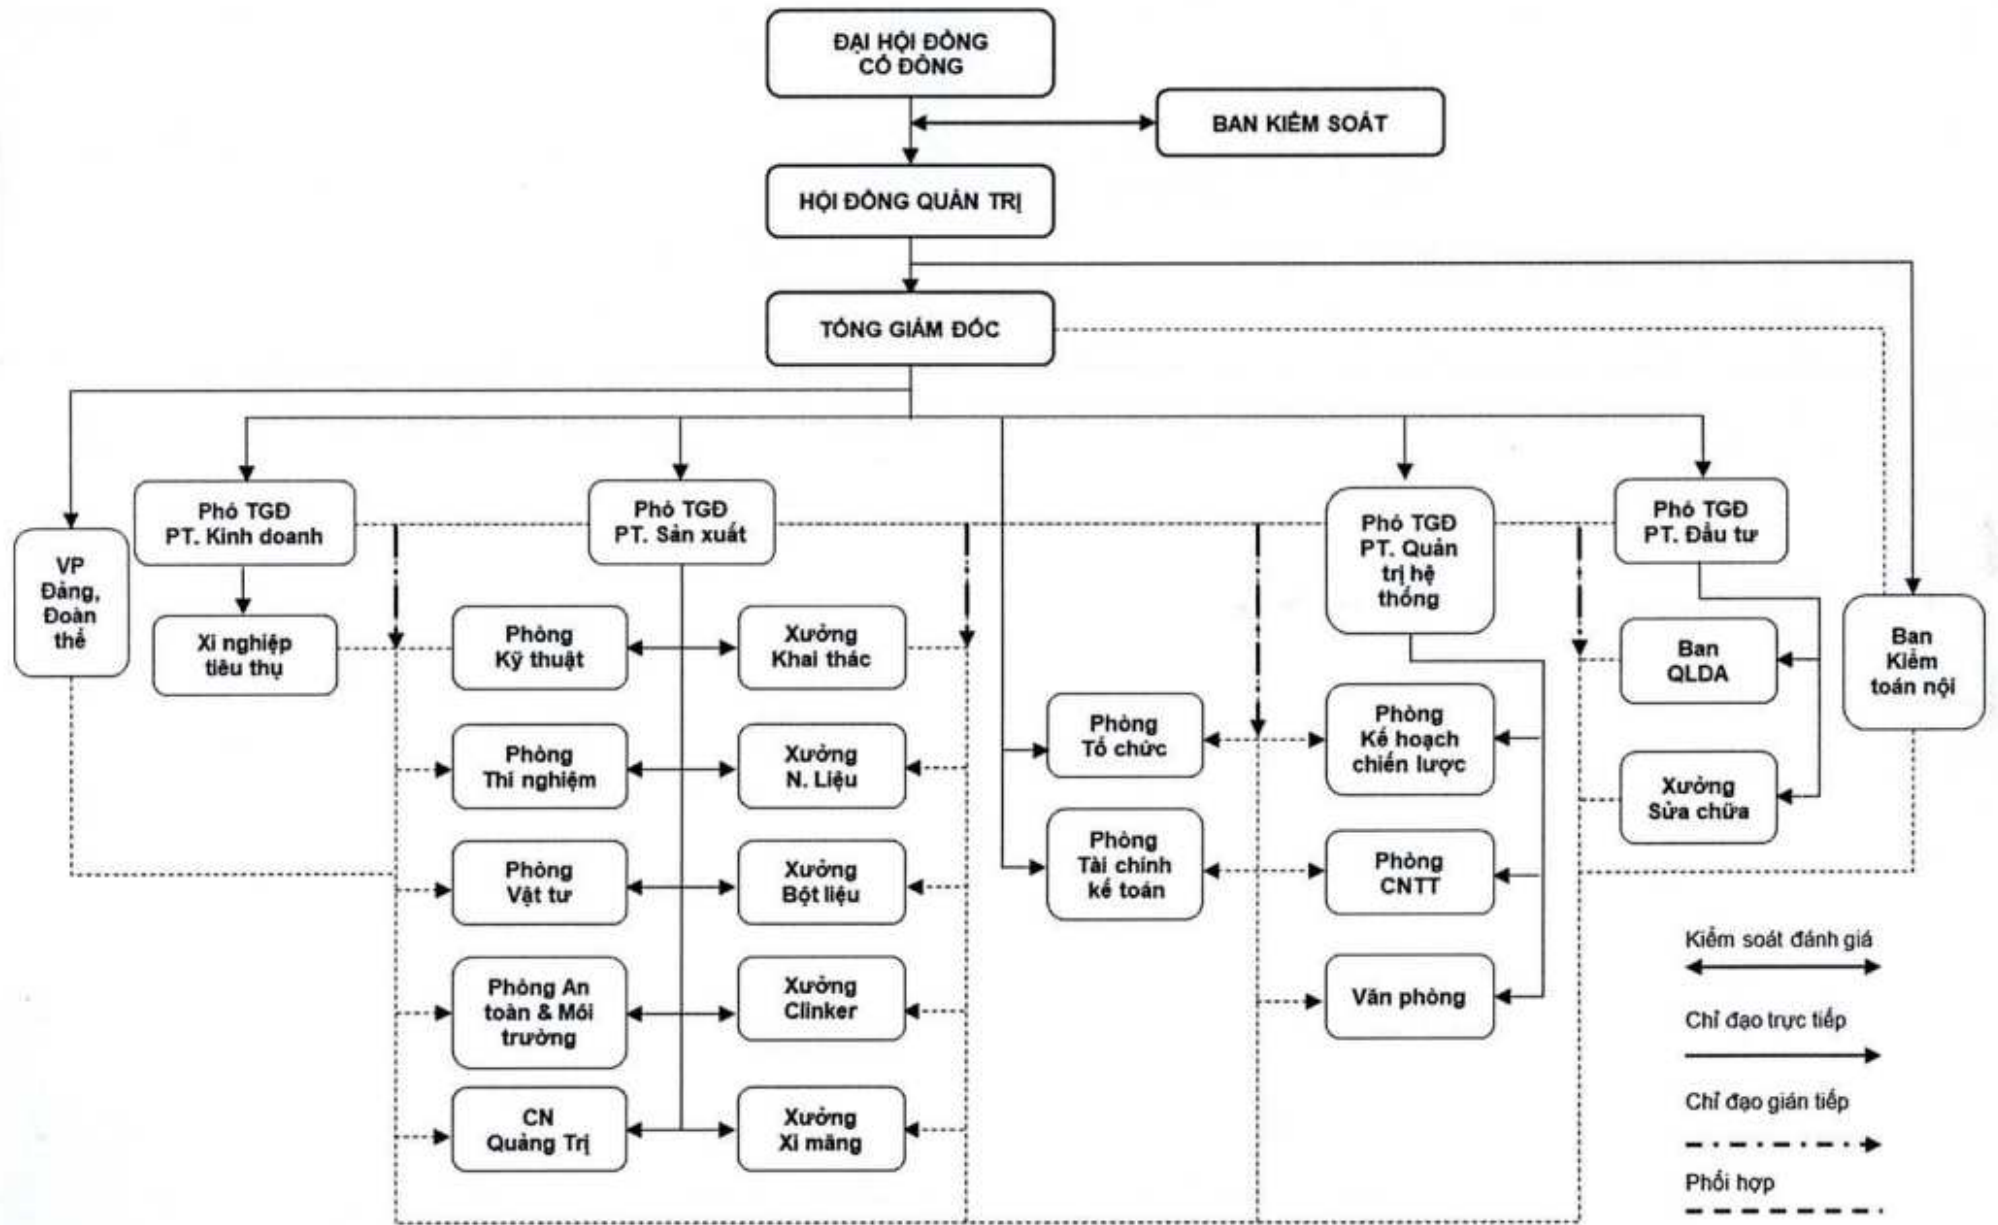 ĐẠI HỘI ĐỒNG
CỔ ĐÔNG
BAN KIỂM SOÁT
HỘI ĐỒNG QUẢN TRỊ
TỔNG GIÁM ĐỐC
VP
Đảng,
Đoàn
thể
Phó TGĐ
PT. Kinh doanh
Xí nghiệp
tiêu thụ
Phó TGĐ
PT. Sản xuất
Phòng
Kỹ thuật
Xưởng
Khai thác
Phòng
Thí nghiệm
Xưởng
N. Liệu
Phòng
Vật tư
Xưởng
Bột liệu
Phòng An
toàn & Môi
trường
Xưởng
Clinker
CN
Quảng Trị
Xưởng
Xi măng
Phòng
Tổ chức
Phòng
Tài chính
kế toán
Phó TGĐ
PT. Quản
trị hệ
thống
Phòng
Kế hoạch
chiến lược
Phòng
CNTT
Văn phòng
Phó TGĐ
PT. Đầu tư
Ban
QLDA
Xưởng
Sửa chữa
Ban
Kiểm
toán nội
Kiểm soát đánh giá
Chỉ đạo trực tiếp
Chỉ đạo gián tiếp
Phối hợp